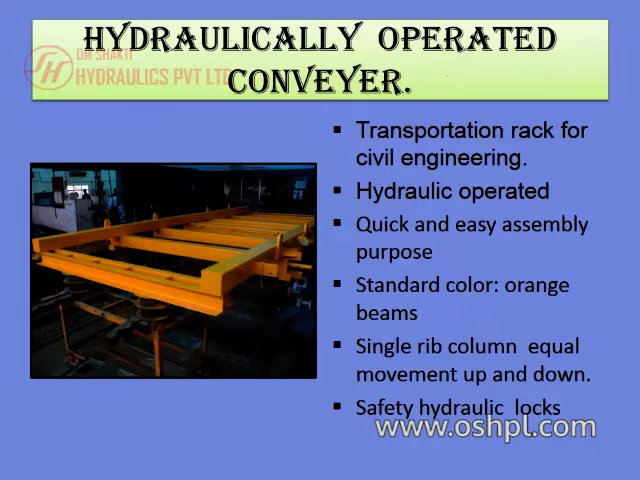 HYDRAULICALLY OPERATED
CONVEYER.
OM SHAKTI
HYDRAULICS PVT LTD
▪ Transportation rack for
civil engineering.
▪ Hydraulic operated
▪ Quick and easy assembly
purpose
▪ Standard color: orange
beams
▪ Single rib column equal
movement up and down.
▪ Safety hydraulic locks
www.oshpl.com